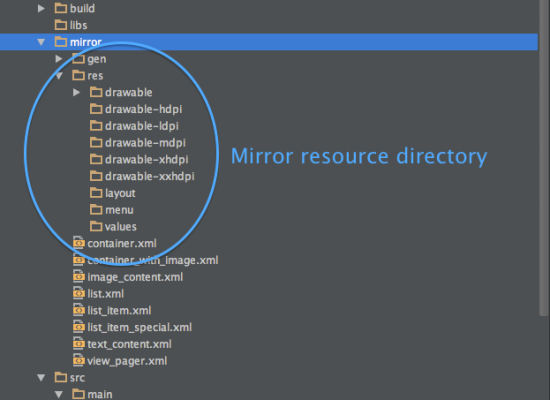 build
libs
mirror
gen
res
drawable
drawable-hdpi
drawable-ldpi
drawable-mdpi
drawable-xhdpi
Mirror resource directory
drawable-xxhdpi
layout
menu
values
container.xml
container_with_image.xml
image_content.xml
list.xml
list_item.xml
list_item_special.xml
text_content.xml
view_pager.xml
src
main